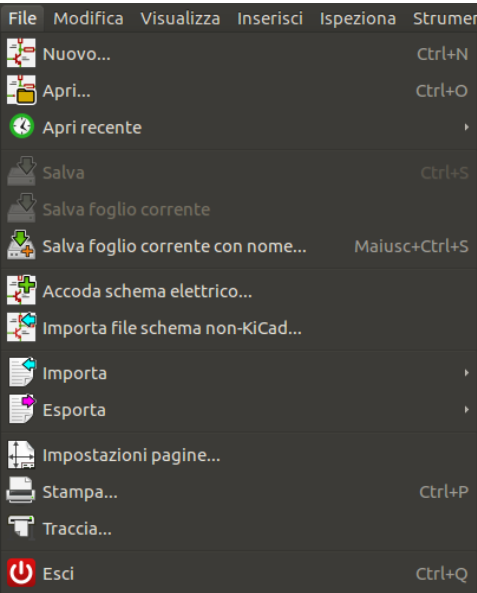 File Modifica Visualizza Inserisci Ispeziona Strumen
Nuovo... Ctrl+N
Apri... Ctrl+O
Apri recente
Salva Ctrl+S
Salva foglio corrente
Salva foglio corrente con nome... Maiusc+Ctrl+S
Accoda schema elettrico...
Importa file schema non-KiCad...
Importa
Esporta
Impostazioni pagine...
Stampa... Ctrl+P
Traccia...
Esci Ctrl+Q